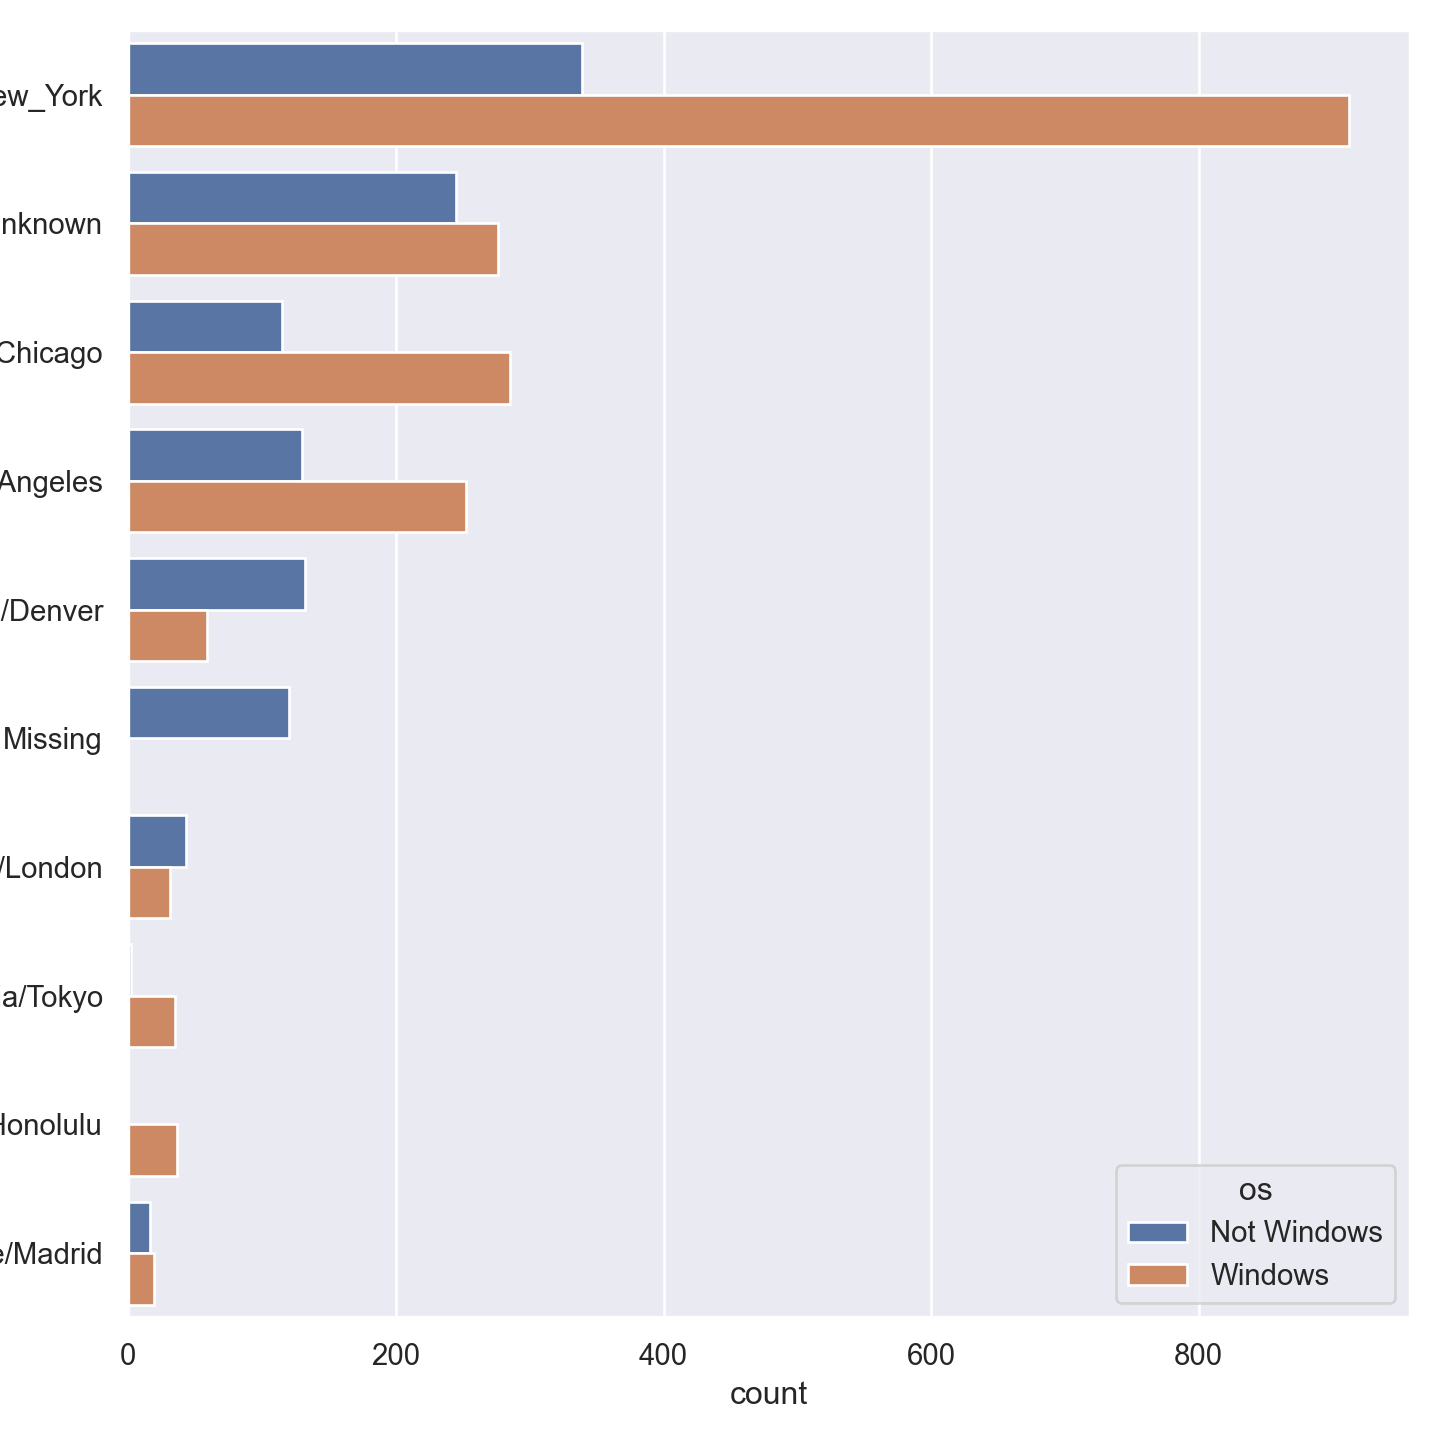 ew_York
nknown
Chicago
Angeles
/Denver
Missing
/London
a/Tokyo
Honolulu
e/Madrid
os
Not Windows
Windows
0 200 400 600 800
count